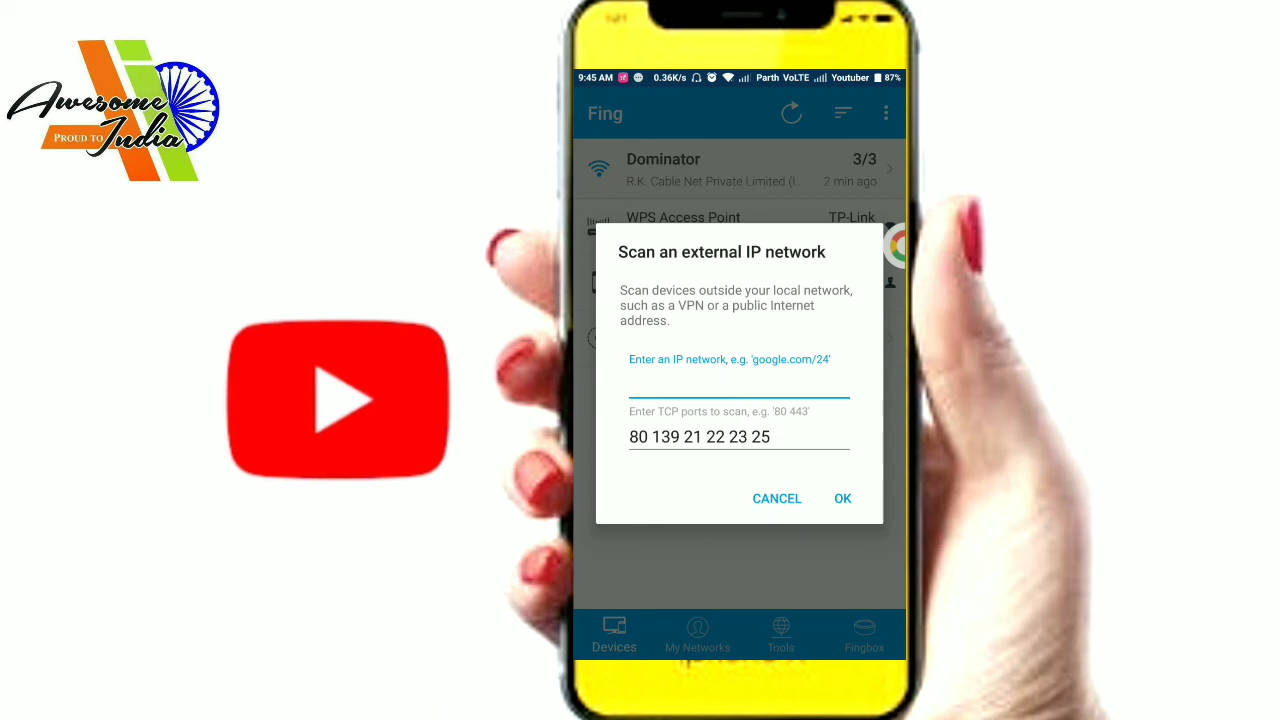 Awesome
PROUD TO
India
9:45 AM 0.36K/s Parth VoLTE Youtuber 87%
Fing
Dominator 3/3
R.K. Cable Net Private Limited (I.. 2 min ago
WPS Access Point TP-Link
Scan an external IP network
Scan devices outside your local network,
such as a VPN or a public Internet
address.
Enter an IP network, e.g. 'google.com/24'
Enter TCP ports to scan, e.g. '80 443'
80 139 21 22 23 25
CANCEL OK
Devices My Networks Tools Fingbox